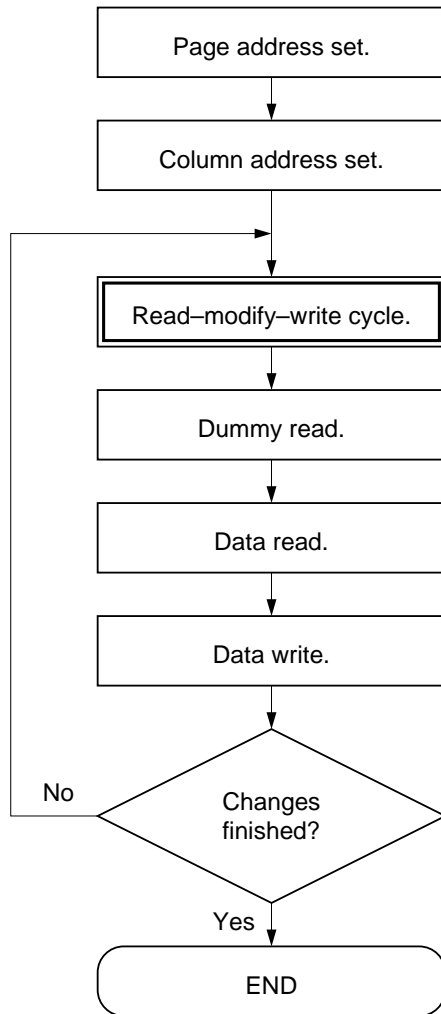 Page address set.
Column address set.
Read–modify–write cycle.
Dummy read.
Data read.
Data write.
No
Changes
finished?
Yes
END